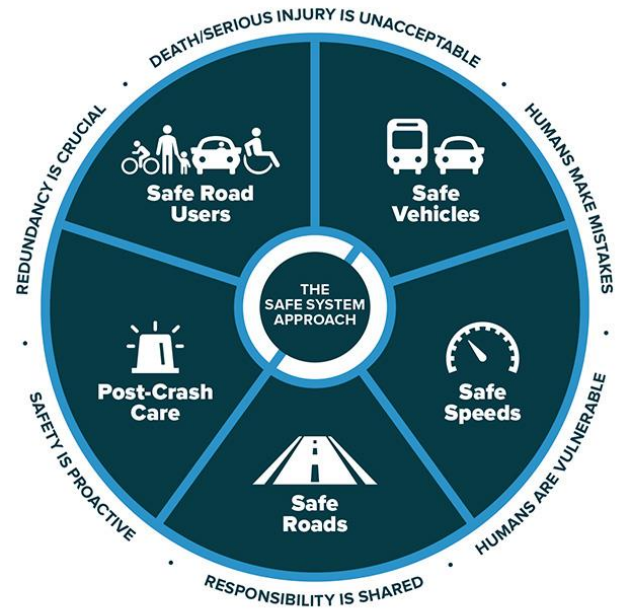 DEATH/SERIOUS INJURY IS UNACCEPTABLE
HUMANS MAKE MISTAKES
HUMANS ARE VULNERABLE
RESPONSIBILITY IS SHARED
SAFETY IS PROACTIVE
REDUNDANCY IS CRUCIAL
Safe Road
Users
Safe
Vehicles
Safe
Speeds
Safe
Roads
Post-Crash
Care
THE
SAFE SYSTEM
APPROACH